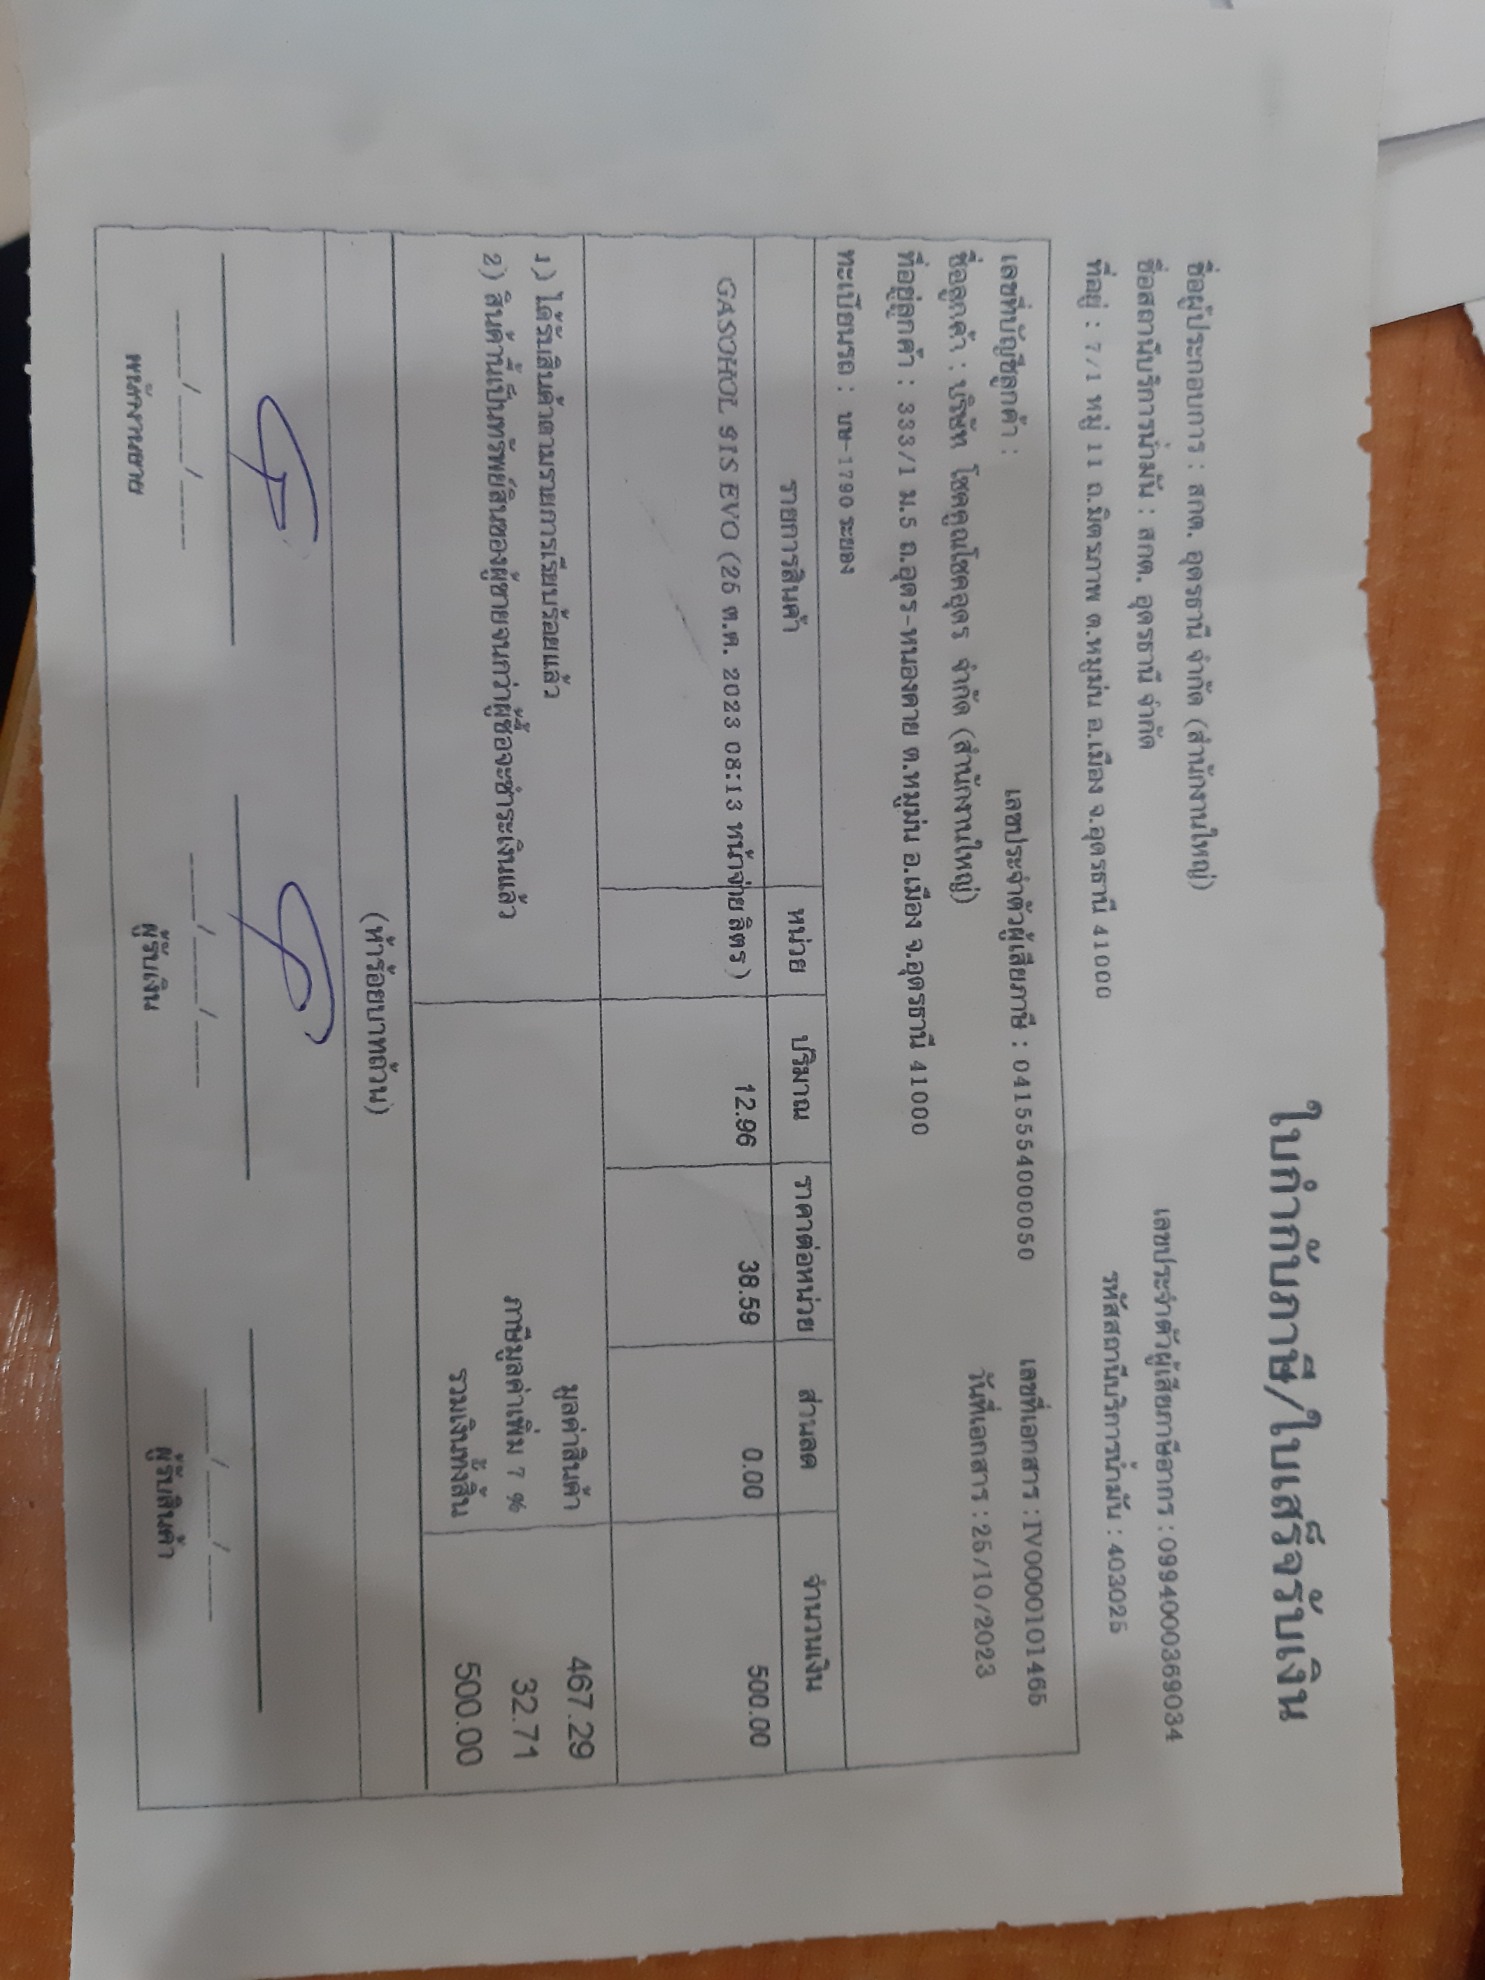 ใบกำกับภาษี/ใบเสร็จรับเงิน
ชื่อผู้ประกอบการ : สกต. อุดรธานี จำกัด (สำนักงานใหญ่)
เลขประจำตัวผู้เสียภาษีอากร : 0994000369034
ชื่อสถานีบริการน้ำมัน : สกต. อุดรธานี จำกัด
รหัสสถานีบริการน้ำมัน : 403025
ที่อยู่ : 7/1 หมู่ 11 ถ.มิตรภาพ ต.หมูม่น อ.เมือง จ.อุดรธานี 41000
เลขที่บัญชีลูกค้า : เลขประจำตัวผู้เสียภาษี : 0415554000050 เลขที่เอกสาร : IV0000101465
ชื่อลูกค้า : บริษัท โชคคูณโชคอุดร จำกัด (สำนักงานใหญ่) วันที่เอกสาร : 25/10/2023
ที่อยู่ลูกค้า : 333/1 ม.5 ถ.อุดร-หนองคาย ต.หมูม่น อ.เมือง จ.อุดรธานี 41000
ทะเบียนรถ : บษ-1790 ระยอง
รายการสินค้า หน่วย ปริมาณ ราคาต่อหน่วย ส่วนลด จำนวนเงิน
GASOHOL 91S EVO (25 ต.ค. 2023 08:13 หน้าจ่าย ลิตร ) 12.96 38.59 0.00 500.00
1) ได้รับสินค้าตามรายการเรียบร้อยแล้ว มูลค่าสินค้า 467.29
2) สินค้านี้เป็นทรัพย์สินของผู้ขายจนกว่าผู้ซื้อจะชำระเงินแล้ว ภาษีมูลค่าเพิ่ม 7 % 32.71
รวมเงินทั้งสิ้น 500.00
(ห้าร้อยบาทถ้วน)
___/___/___ ___/___/___ ___/___/___
พนักงานขาย ผู้รับเงิน ผู้รับสินค้า